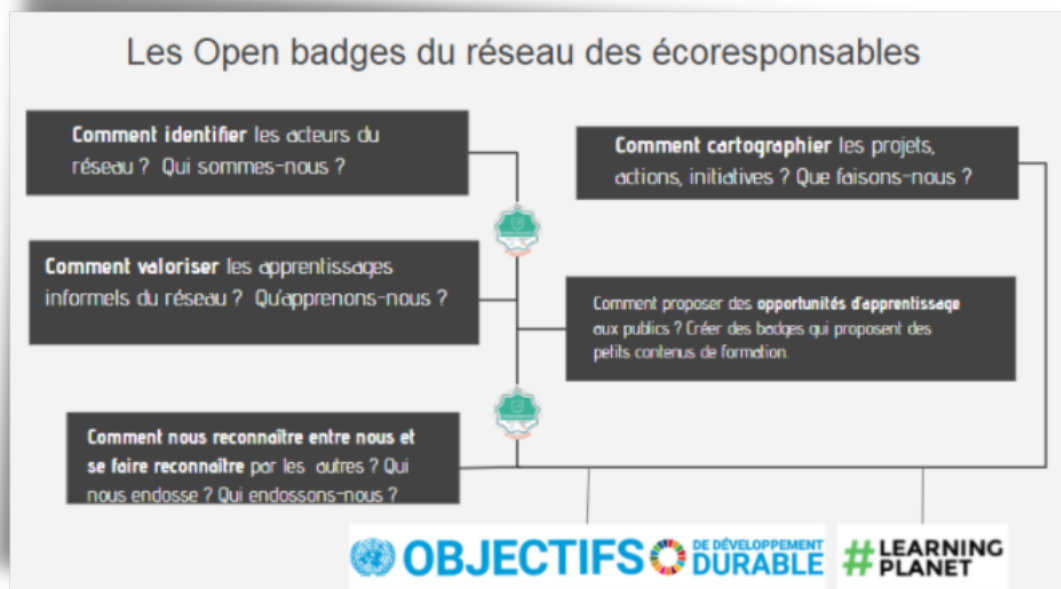 Les Open badges du réseau des écoresponsables
Comment identifier les acteurs du
réseau ? Qui sommes-nous ?
Comment cartographier les projets,
actions, initiatives ? Que faisons-nous ?
Comment valoriser les apprentissages
informels du réseau ? Qu'apprenons-nous ?
Comment proposer des opportunités d'apprentissage
aux publics ? Créer des badges qui proposent des
petits contenus de formation.
Comment nous reconnaître entre nous et
se faire reconnaître par les autres ? Qui
nous endosse ? Qui endossons-nous ?
OBJECTIFS DE DÉVELOPPEMENT
DURABLE
#LEARNING
PLANET